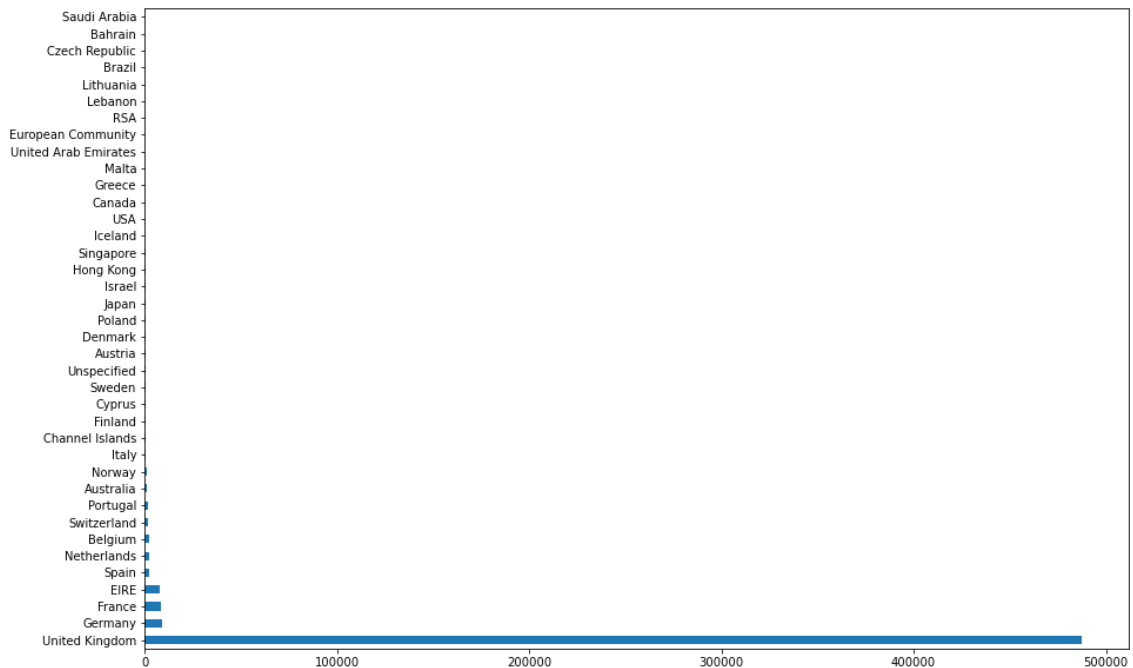 Saudi Arabia
Bahrain
Czech Republic
Brazil
Lithuania
Lebanon
RSA
European Community
United Arab Emirates
Malta
Greece
Canada
USA
Iceland
Singapore
Hong Kong
Israel
Japan
Poland
Denmark
Austria
Unspecified
Sweden
Cyprus
Finland
Channel Islands
Italy
Norway
Australia
Portugal
Switzerland
Belgium
Netherlands
Spain
EIRE
France
Germany
United Kingdom
0 100000 200000 300000 400000 500000